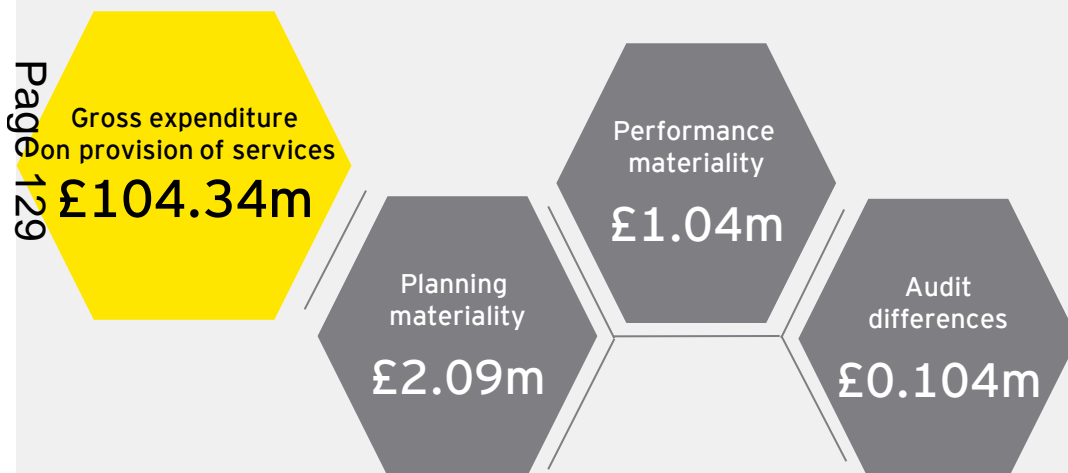 Page 129
Gross expenditure
on provision of services
£104.34m
Planning
materiality
£2.09m
Performance
materiality
£1.04m
Audit
differences
£0.104m